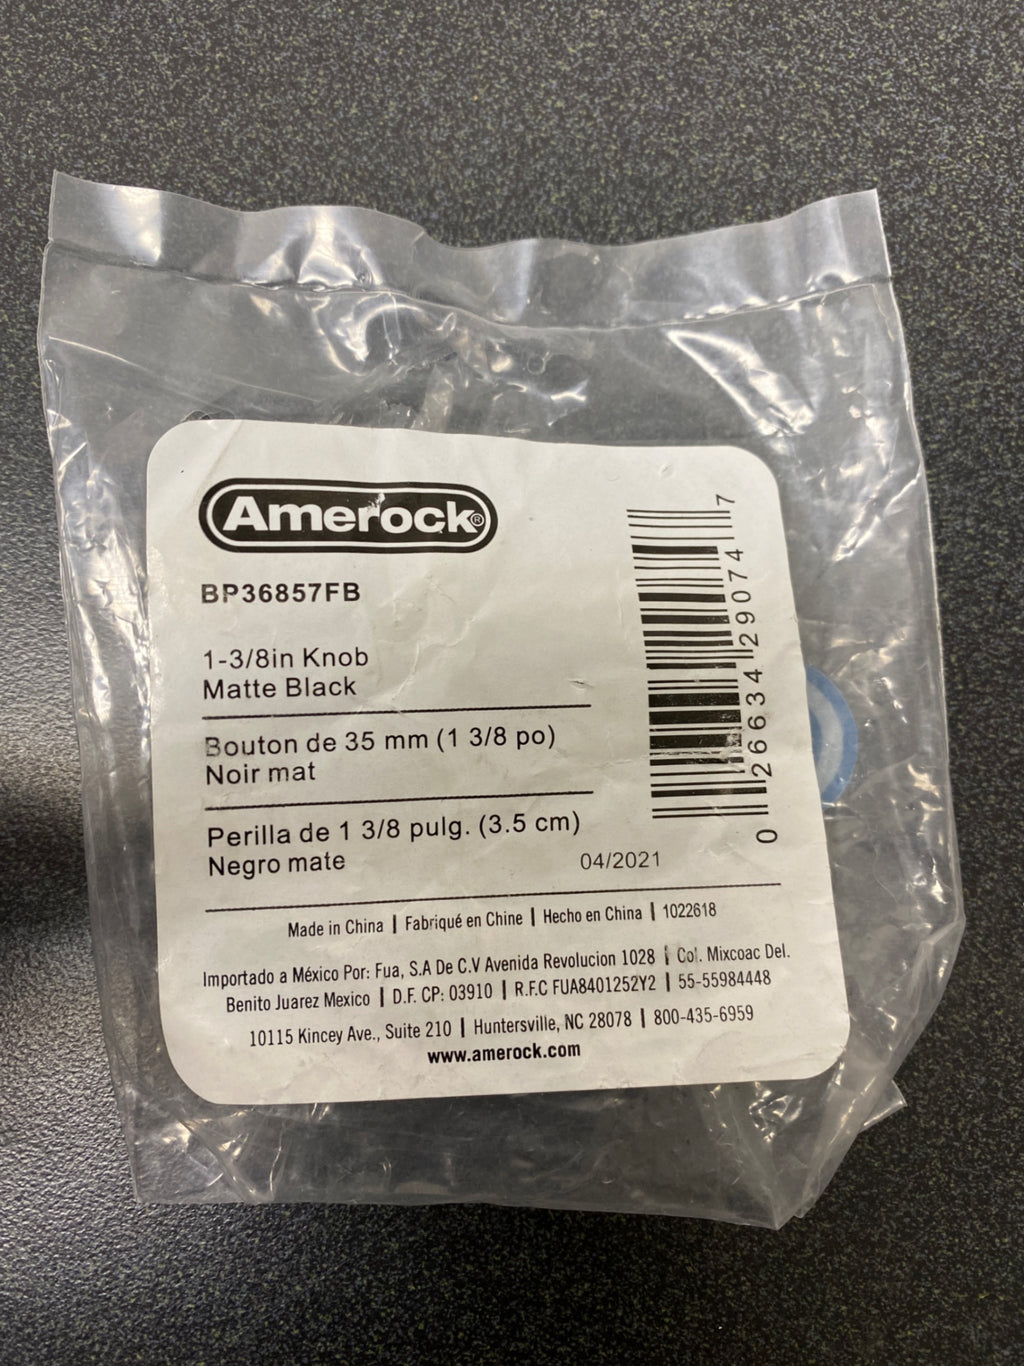 Amerock®
BP36857FB
1-3/8in Knob
Matte Black
Bouton de 35 mm (1 3/8 po)
Noir mat
Perilla de 1 3/8 pulg. (3.5 cm)
Negro mate
04/2021
0 26634 29074 7
Made in China | Fabriqué en Chine | Hecho en China | 1022618
Importado a México Por: Fua, S.A De C.V Avenida Revolucion 1028 | Col. Mixcoac Del.
Benito Juarez Mexico | D.F. CP: 03910 | R.F.C FUA8401252Y2 | 55-55984448
10115 Kincey Ave., Suite 210 | Huntersville, NC 28078 | 800-435-6959
www.amerock.com